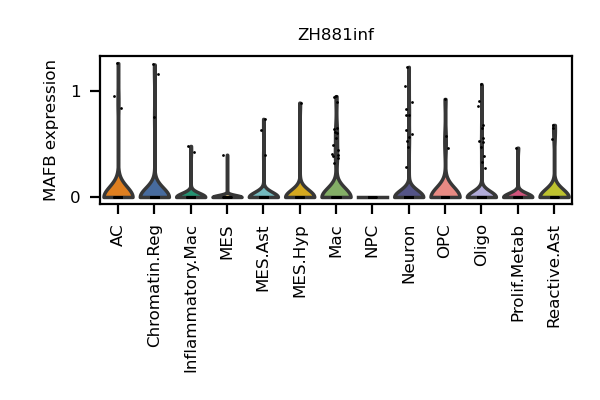 ZH881inf
MAFB expression
1
0
AC
Chromatin.Reg
Inflammatory.Mac
MES
MES.Ast
MES.Hyp
Mac
NPC
Neuron
OPC
Oligo
Prolif.Metab
Reactive.Ast